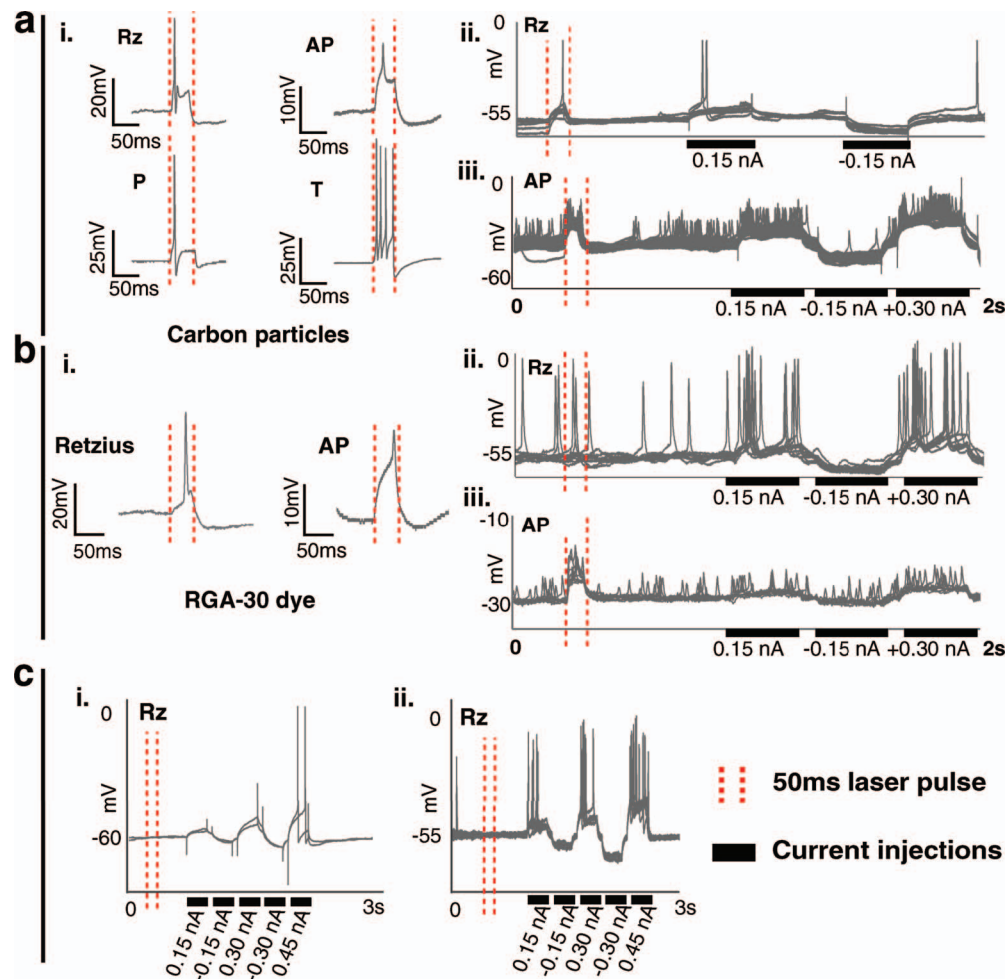 a
i.
Rz
20mV
50ms
AP
10mV
50ms
P
25mV
50ms
T
25mV
50ms
Carbon particles
ii.
Rz
0
mV
-55
0.15 nA
-0.15 nA
iii.
AP
0
mV
-60
0
0.15 nA
-0.15 nA
+0.30 nA
2s
b
i.
Retzius
20mV
50ms
AP
10mV
50ms
RGA-30 dye
ii.
Rz
0
mV
-55
0.15 nA
-0.15 nA
+0.30 nA
iii.
AP
-10
mV
-30
0
0.15 nA
-0.15 nA
+0.30 nA
2s
c
i.
Rz
0
mV
-60
0
3s
0.15 nA
-0.15 nA
0.30 nA
-0.30 nA
0.45 nA
ii.
Rz
0
mV
-55
0
3s
0.15 nA
-0.15 nA
0.30 nA
-0.30 nA
0.45 nA
50ms laser pulse
Current injections